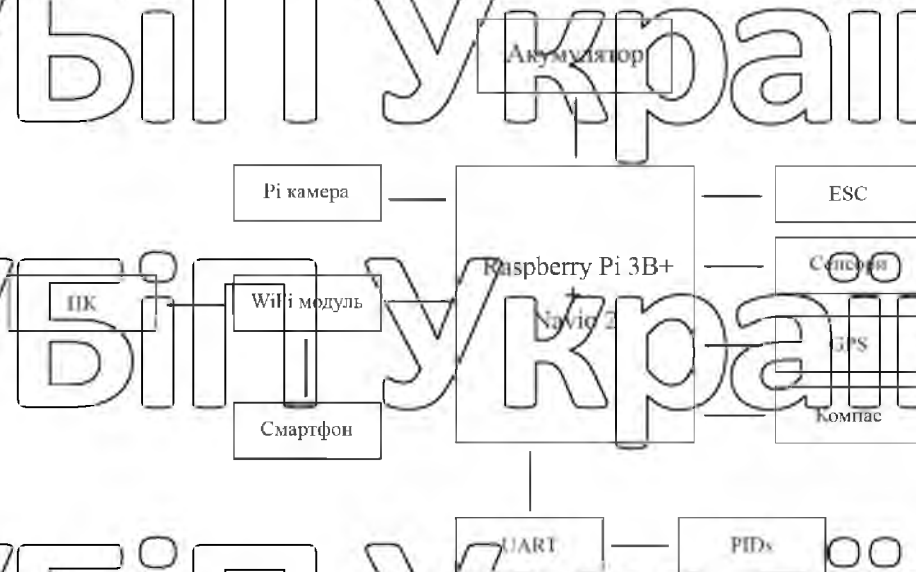 Акумулятор
Pi камера
ESC
Raspberry Pi 3B+
+
Navio 2
Сенсори
ПК
WiFi модуль
GPS
Смартфон
Компас
UART
PIDs